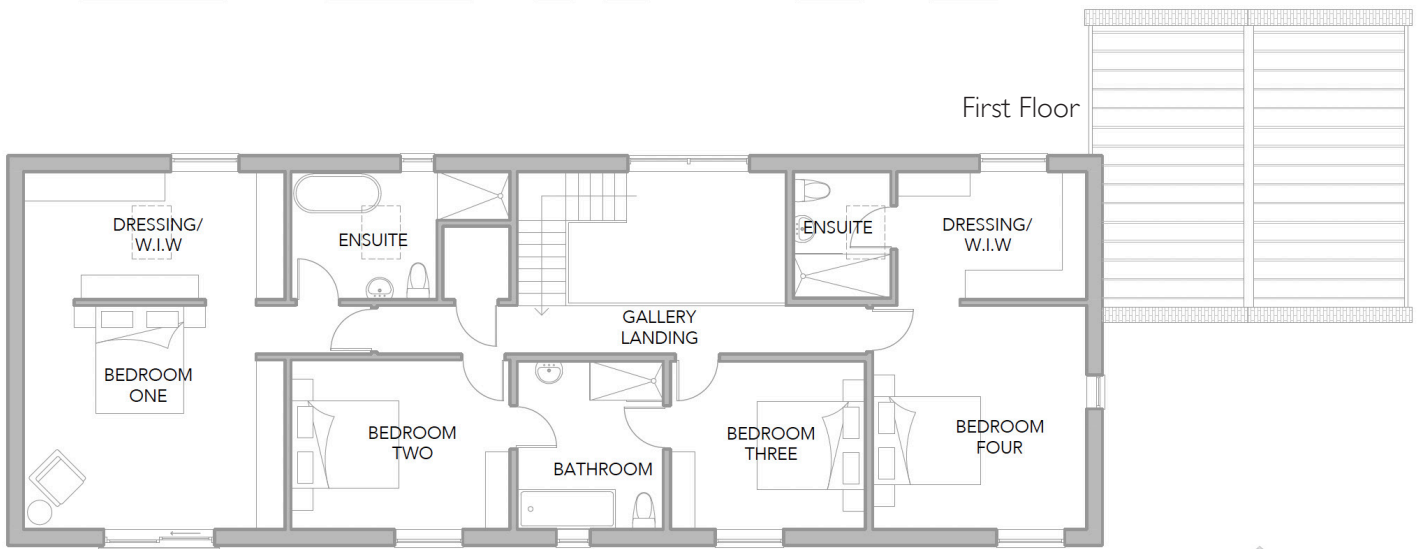 First Floor
DRESSING/
W.I.W
ENSUITE
ENSUITE
DRESSING/
W.I.W
GALLERY
LANDING
BEDROOM
ONE
BEDROOM
TWO
BATHROOM
BEDROOM
THREE
BEDROOM
FOUR